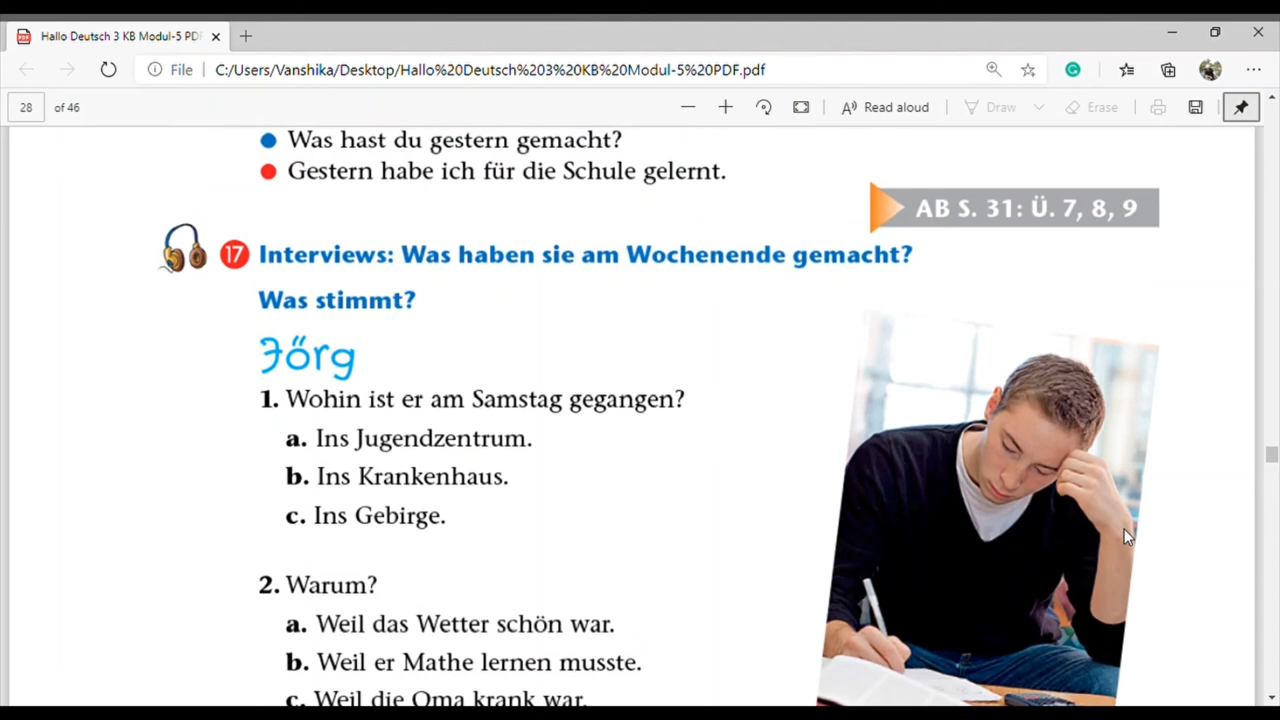 Hallo Deutsch 3 KB Modul-5 PDF
File C:/Users/Vanshika/Desktop/Hallo%20Deutsch%203%20KB%20Modul-5%20PDF.pdf
28 of 46 Read aloud Draw Erase
Was hast du gestern gemacht?
Gestern habe ich für die Schule gelernt.
AB S. 31: Ü. 7, 8, 9
17 Interviews: Was haben sie am Wochenende gemacht?
Was stimmt?
Jörg
1. Wohin ist er am Samstag gegangen?
a. Ins Jugendzentrum.
b. Ins Krankenhaus.
c. Ins Gebirge.
2. Warum?
a. Weil das Wetter schön war.
b. Weil er Mathe lernen musste.
c. Weil die Oma krank war.